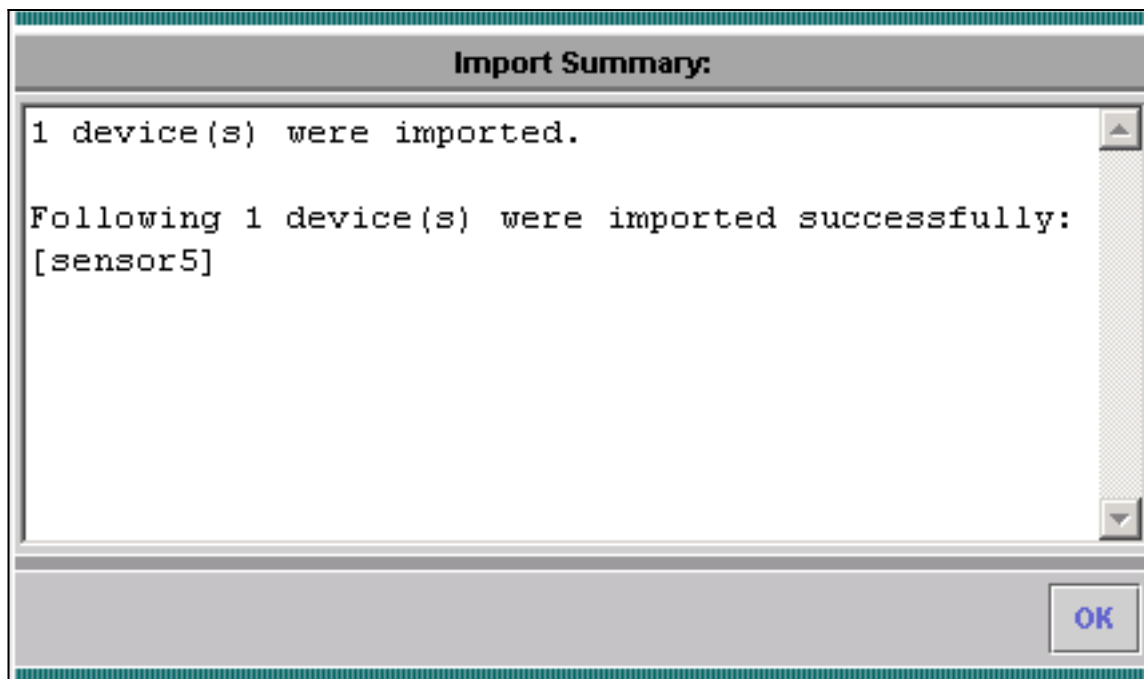 Import Summary:
1 device(s) were imported.
Following 1 device(s) were imported successfully:
[sensor5]
OK